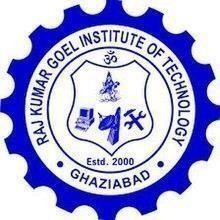 RAJ KUMAR GOEL INSTITUTE OF TECHNOLOGY
ॐ
Estd. 2000
• GHAZIABAD •